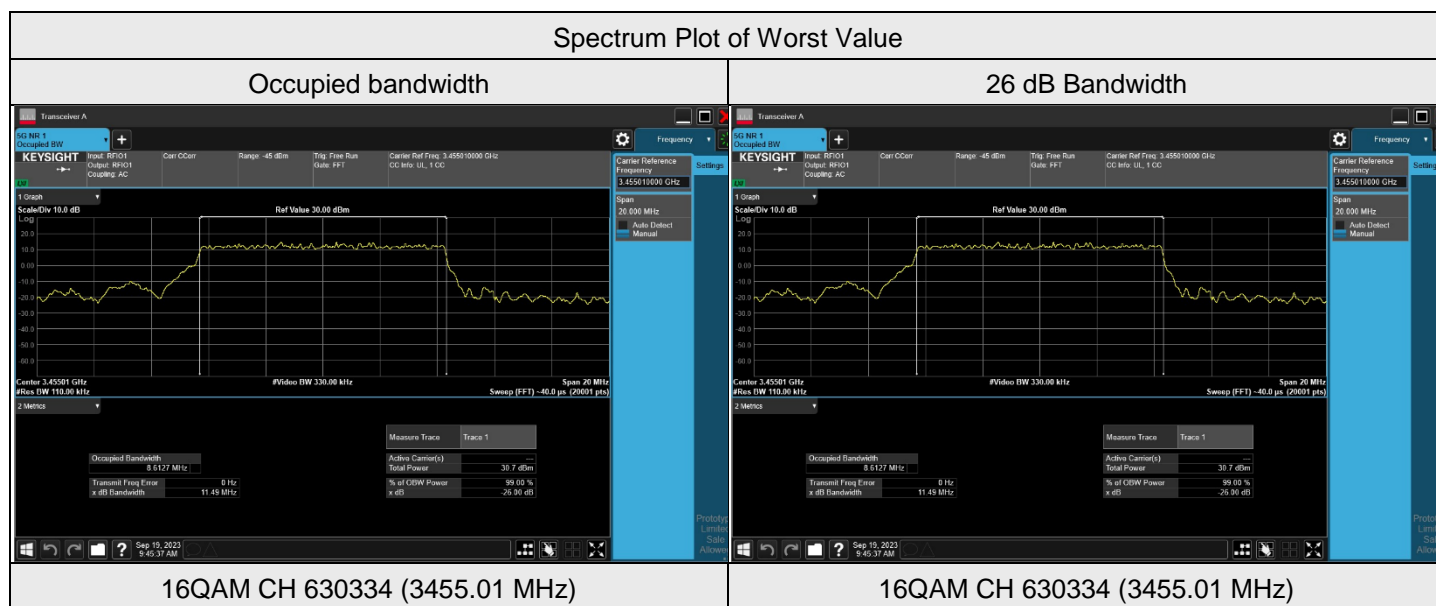 Spectrum Plot of Worst Value
Occupied bandwidth
26 dB Bandwidth
Transceiver A
5G NR 1
Occupied BW
Frequency
KEYSIGHT
Input: RFIO1
Output: RFIO1
Coupling: AC
Corr CCorr
Range: -45 dBm
Trig: Free Run
Gate: FFT
Carrier Ref Freq: 3.455010000 GHz
CC Info: UL, 1 CC
Carrier Reference
Frequency
3.455010000 GHz
Settings
Span
20.000 MHz
Auto Detect
Manual
1 Graph
Scale/Div 10.0 dB
Ref Value 30.00 dBm
Log
20.0
10.0
0.00
-10.0
-20.0
-30.0
-40.0
-50.0
-60.0
Center 3.45501 GHz
#Res BW 110.00 kHz
#Video BW 330.00 kHz
Span 20 MHz
Sweep (FFT) ~40.0 µs (20001 pts)
2 Metrics
Measure Trace Trace 1
Occupied Bandwidth
8.6127 MHz
Active Carrier(s) ---
Total Power 30.7 dBm
Transmit Freq Error 0 Hz
x dB Bandwidth 11.49 MHz
% of OBW Power 99.00 %
x dB -26.00 dB
Sep 19, 2023
9:45:37 AM
Transceiver A
5G NR 1
Occupied BW
Frequency
KEYSIGHT
Input: RFIO1
Output: RFIO1
Coupling: AC
Corr CCorr
Range: -45 dBm
Trig: Free Run
Gate: FFT
Carrier Ref Freq: 3.455010000 GHz
CC Info: UL, 1 CC
Carrier Reference
Frequency
3.455010000 GHz
Span
20.000 MHz
Auto Detect
Manual
1 Graph
Scale/Div 10.0 dB
Ref Value 30.00 dBm
Log
20.0
10.0
0.00
-10.0
-20.0
-30.0
-40.0
-50.0
-60.0
Center 3.45501 GHz
#Res BW 110.00 kHz
#Video BW 330.00 kHz
Span 20 MHz
Sweep (FFT) ~40.0 µs (20001 pts)
2 Metrics
Measure Trace Trace 1
Occupied Bandwidth
8.6127 MHz
Active Carrier(s) ---
Total Power 30.7 dBm
Transmit Freq Error 0 Hz
x dB Bandwidth 11.49 MHz
% of OBW Power 99.00 %
x dB -26.00 dB
Sep 19, 2023
9:45:37 AM
16QAM CH 630334 (3455.01 MHz)
16QAM CH 630334 (3455.01 MHz)